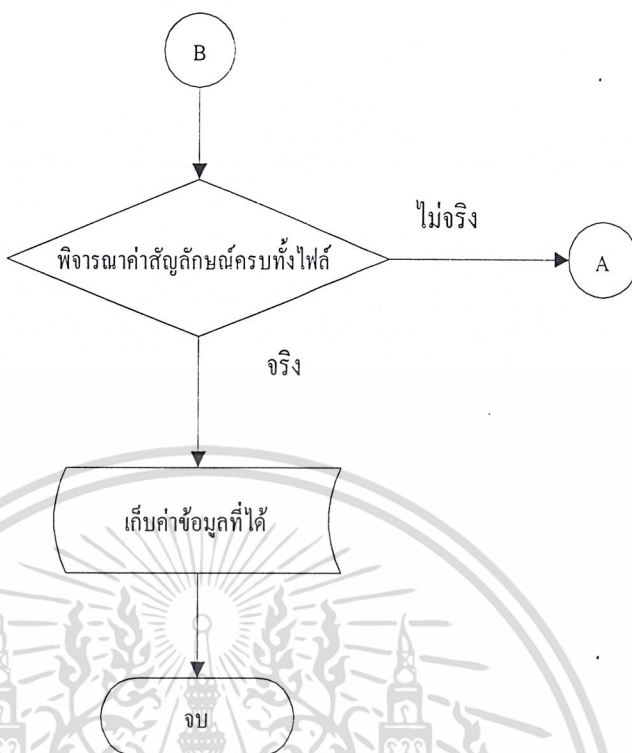 B
พิจารณาค่าสัญลักษณ์ครบทั้งไฟล์
ไม่จริง
A
จริง
เก็บค่าข้อมูลที่ได้
จบ